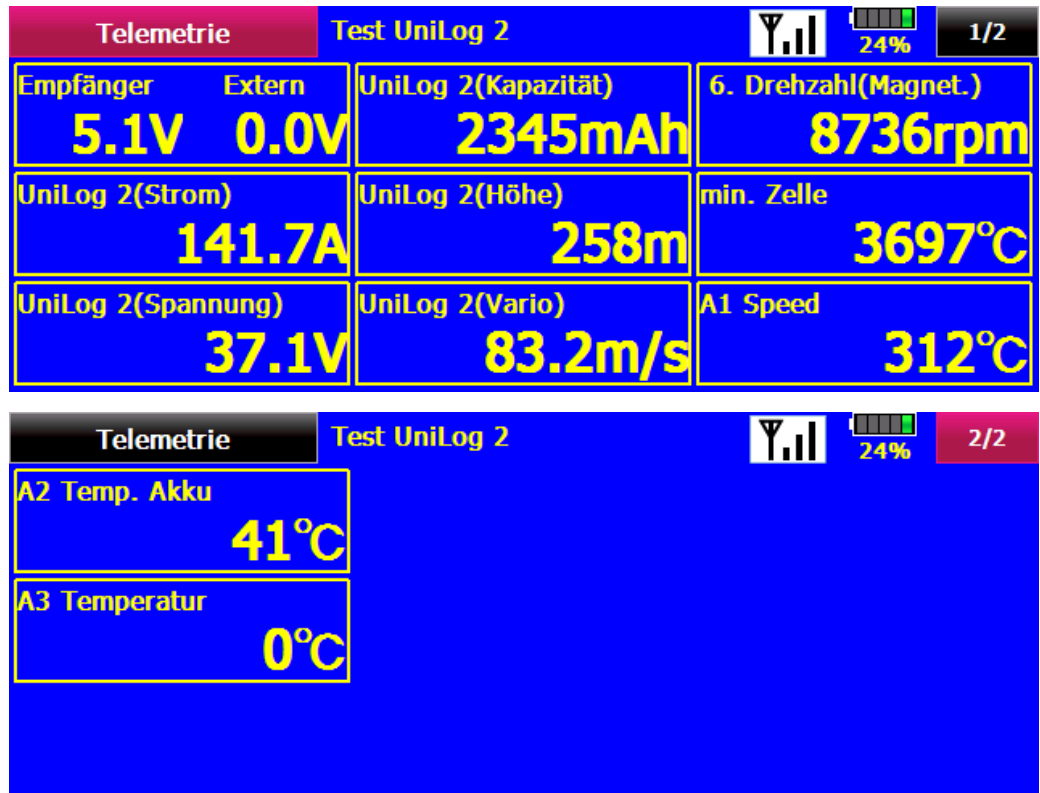 Telemetrie Test UniLog 2 24% 1/2
Empfänger Extern UniLog 2(Kapazität) 6. Drehzahl(Magnet.)
5.1V 0.0V 2345mAh 8736rpm
UniLog 2(Strom) UniLog 2(Höhe) min. Zelle
141.7A 258m 3697°C
UniLog 2(Spannung) UniLog 2(Vario) A1 Speed
37.1V 83.2m/s 312°C
Telemetrie Test UniLog 2 24% 2/2
A2 Temp. Akku
41°C
A3 Temperatur
0°C